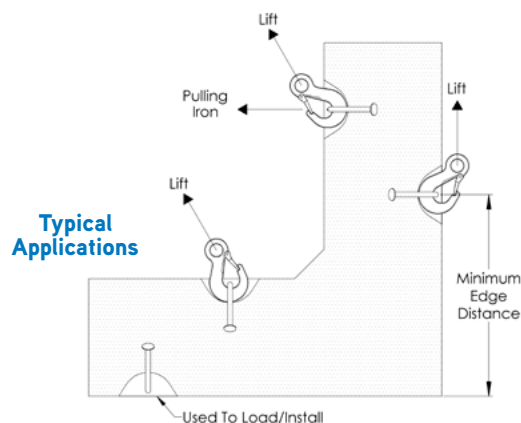 Lift
Pulling
Iron
Lift
Lift
Typical
Applications
Minimum
Edge
Distance
Used To Load/Install